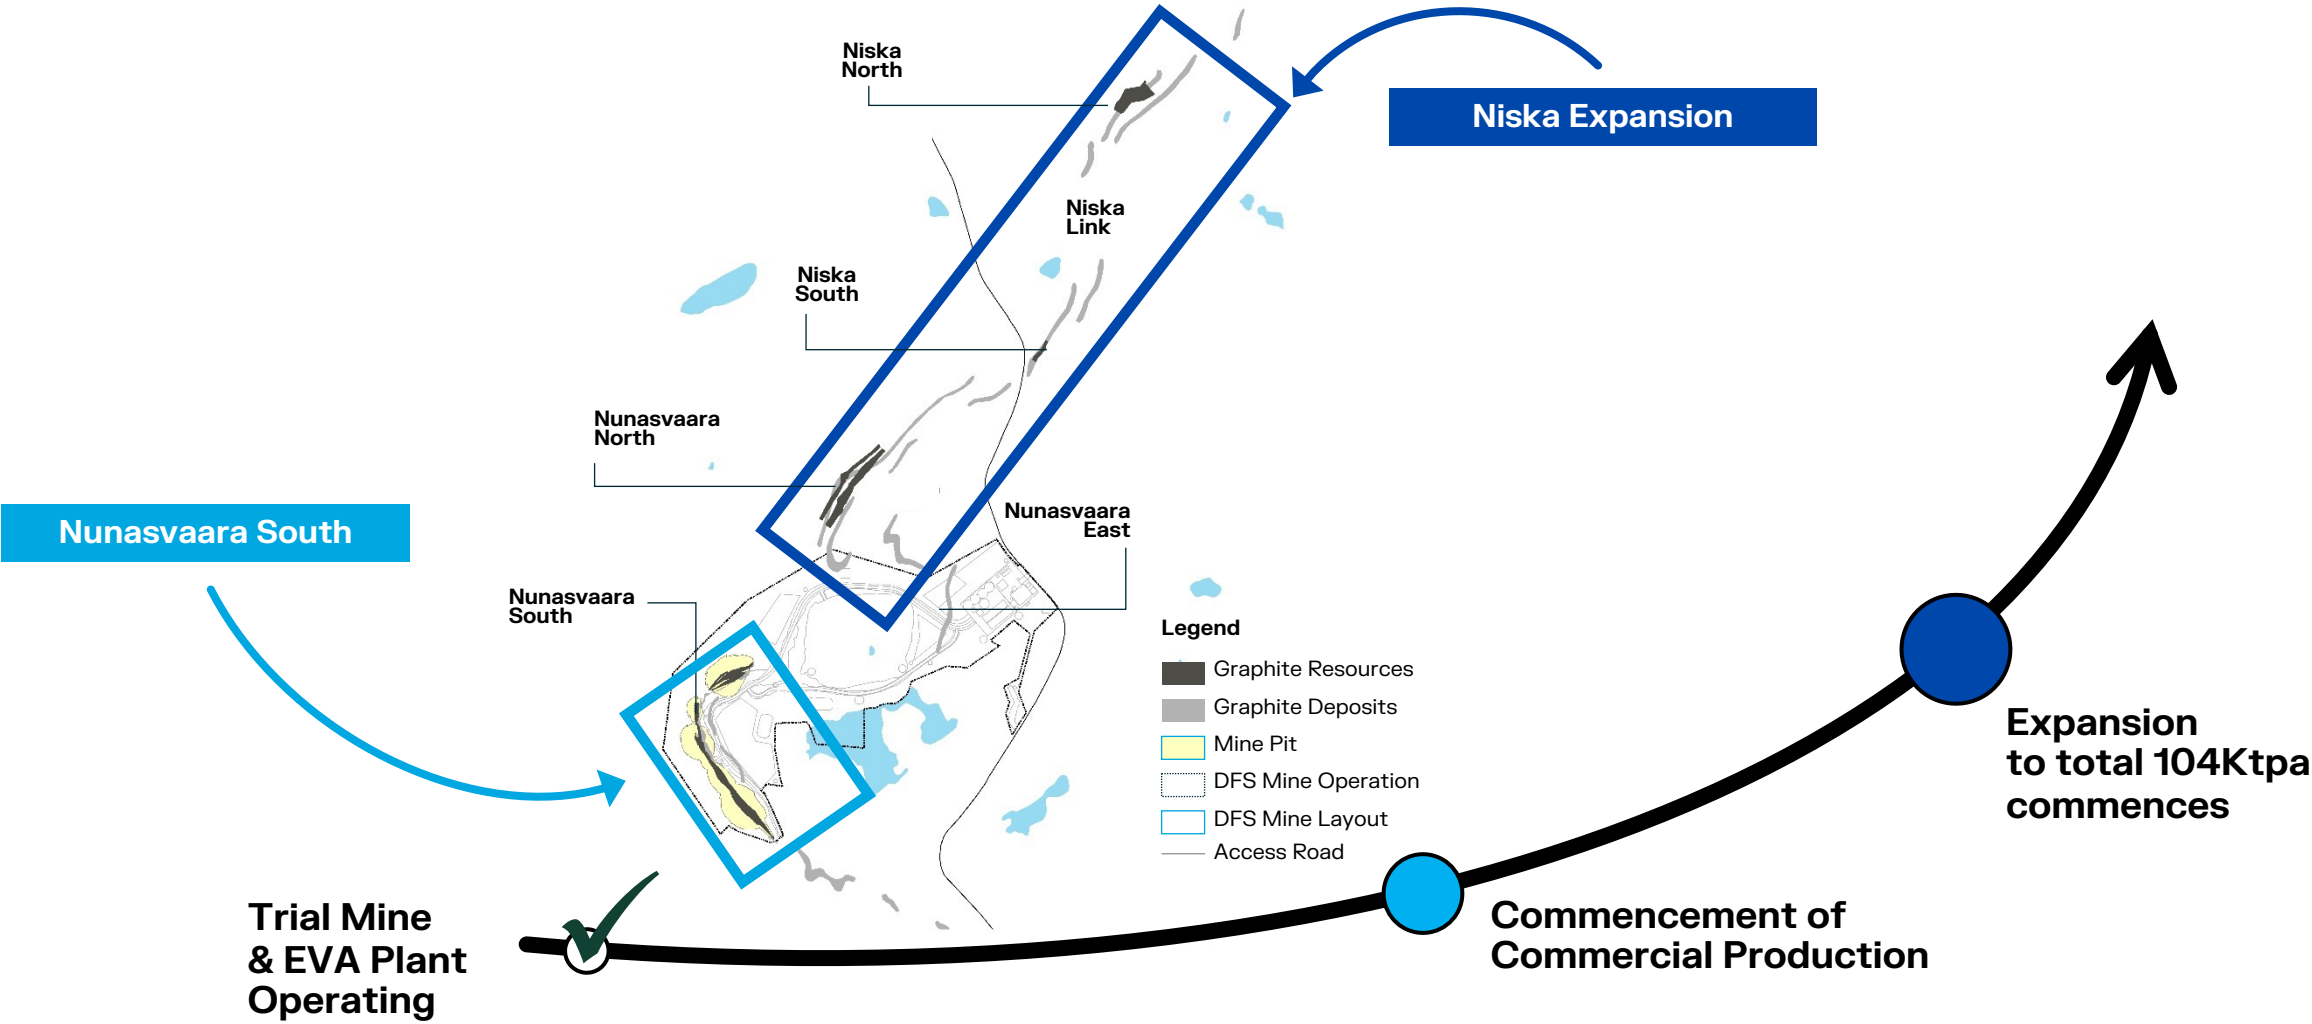 Niska
North
Niska Expansion
Niska
Link
Niska
South
Nunasvaara
North
Nunasvaara South
Nunasvaara
East
Nunasvaara
South
Legend
Graphite Resources
Graphite Deposits
Mine Pit
DFS Mine Operation
DFS Mine Layout
Access Road
Trial Mine
& EVA Plant
Operating
Commencement of
Commercial Production
Expansion
to total 104Ktpa
commences